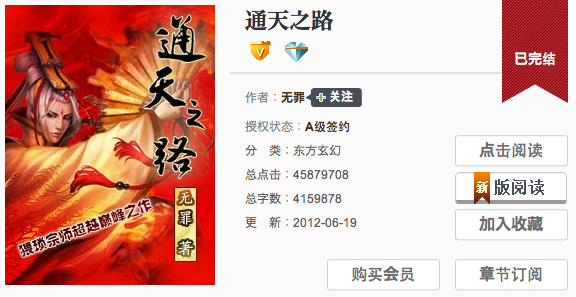 通天之路
猥琐宗师超越巅峰之作
无罪 著
通天之路
V
已完结
作者：无罪 关注
授权状态：A级签约
分 类：东方玄幻
总点击：45879708
总字数：4159878
更 新：2012-06-19
点击阅读
新版阅读
加入收藏
购买会员
章节订阅